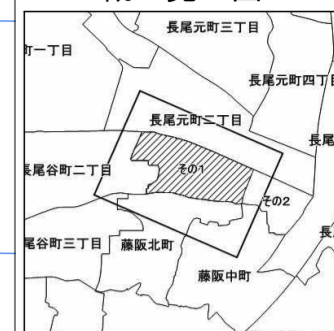 長尾元町三丁目
町一丁目
長尾元町四丁
長尾元町二丁目
長尾
その1
長尾谷町二丁目
その2
長
尾谷町三丁目
藤阪北町
藤阪中町